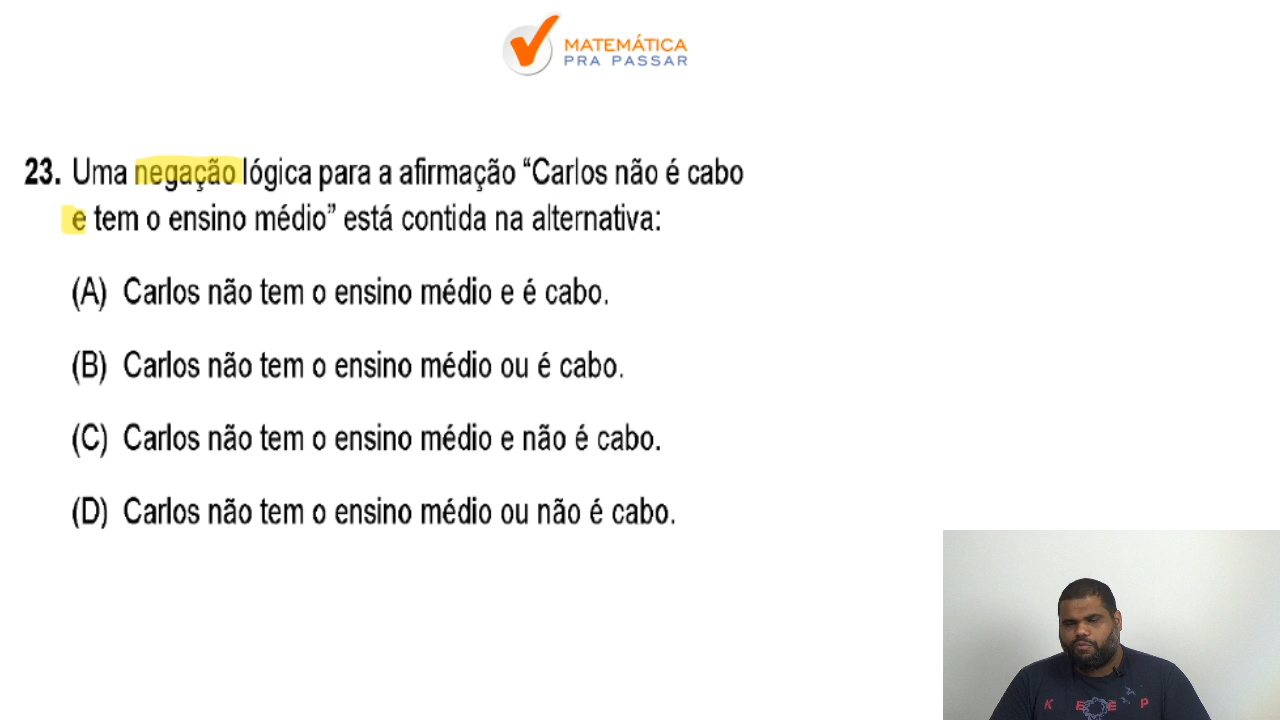 MATEMÁTICA
PRA PASSAR
23. Uma negação lógica para a afirmação “Carlos não é cabo
e tem o ensino médio” está contida na alternativa:
(A) Carlos não tem o ensino médio e é cabo.
(B) Carlos não tem o ensino médio ou é cabo.
(C) Carlos não tem o ensino médio e não é cabo.
(D) Carlos não tem o ensino médio ou não é cabo.
K E E P